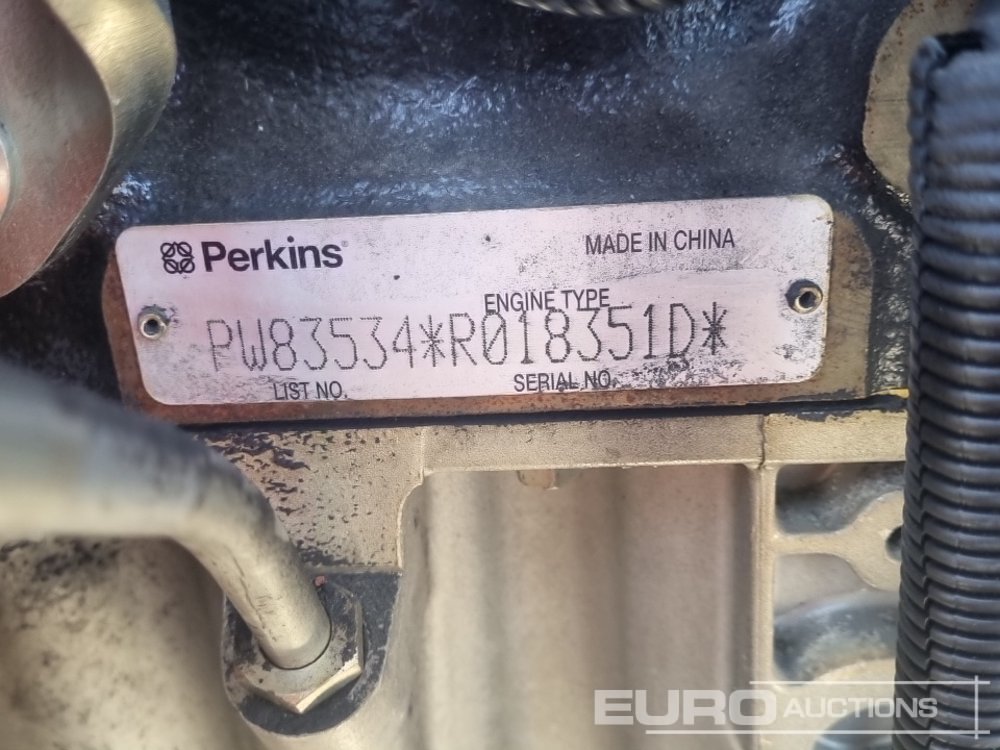 Perkins
MADE IN CHINA
ENGINE TYPE
PW83534*R018351D*
LIST NO. SERIAL NO.
EURO AUCTIONS